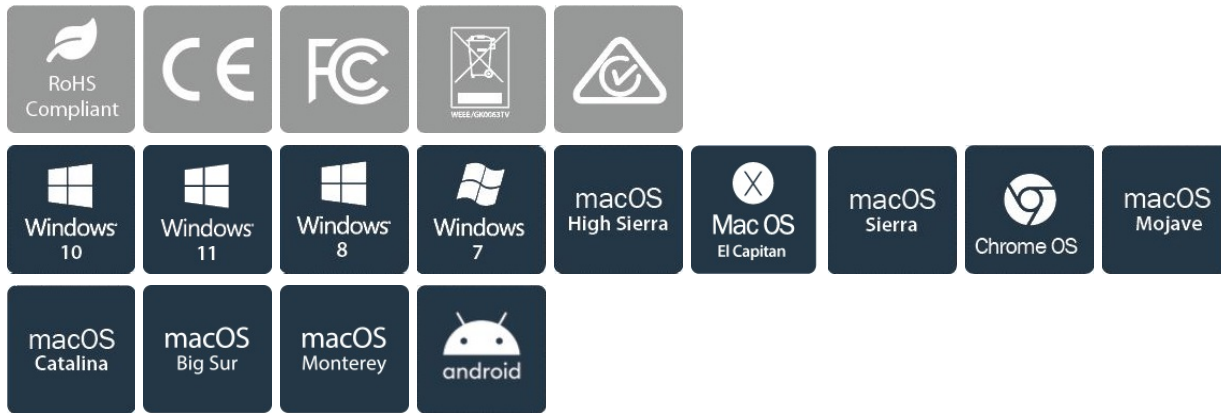 RoHS
Compliant
CE
FC
WEEE/GK0063TV
Windows
10
Windows
11
Windows
8
Windows
7
macOS
High Sierra
X
Mac OS
El Capitan
macOS
Sierra
Chrome OS
macOS
Mojave
macOS
Catalina
macOS
Big Sur
macOS
Monterey
android